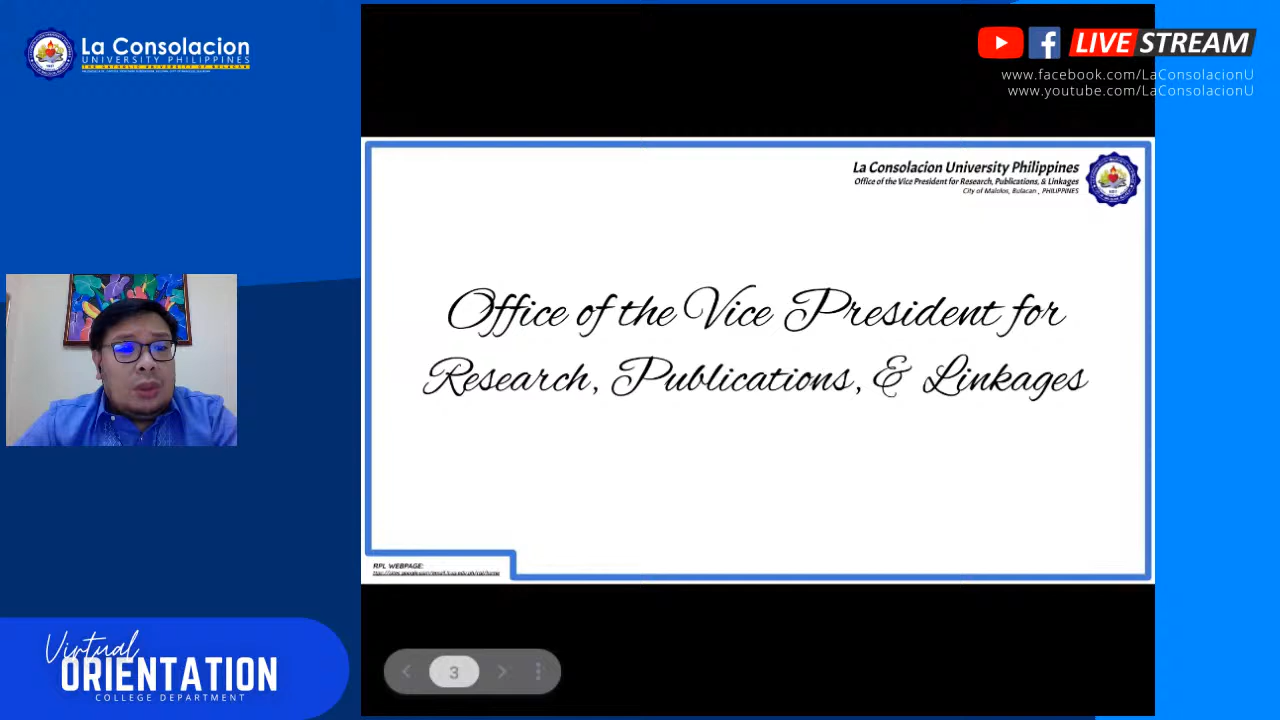 La Consolacion
UNIVERSITY PHILIPPINES
LIVE STREAM
www.facebook.com/LaConsolacionU
www.youtube.com/LaConsolacionU
La Consolacion University Philippines
Office of the Vice President for Research, Publications, & Linkages
City of Malolos, Bulacan , PHILIPPINES
Office of the Vice President for
Research, Publications, & Linkages
RPL WEBPAGE:
Virtual
ORIENTATION
COLLEGE DEPARTMENT
3